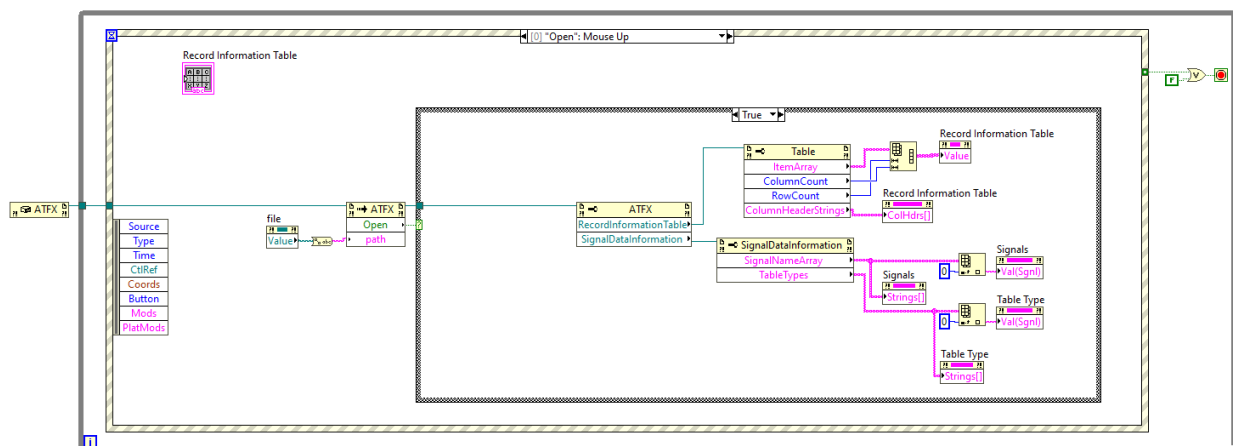 [0] "Open": Mouse Up
Record Information Table
A B C
abc
True
Record Information Table
Value
Table
ItemArray
ColumnCount
RowCount
ColumnHeaderStrings
Record Information Table
ColHdrs[]
F
V
ATFX
Source
Type
Time
CtlRef
Coords
Button
Mods
PlatMods
file
Value
abc
ATFX
Open
path
?
ATFX
RecordInformationTable
SignalDataInformation
SignalDataInformation
SignalNameArray
TableTypes
Signals
Strings[]
Signals
0
Val(Sgnl)
Table Type
0
Val(Sgnl)
Table Type
Strings[]
i